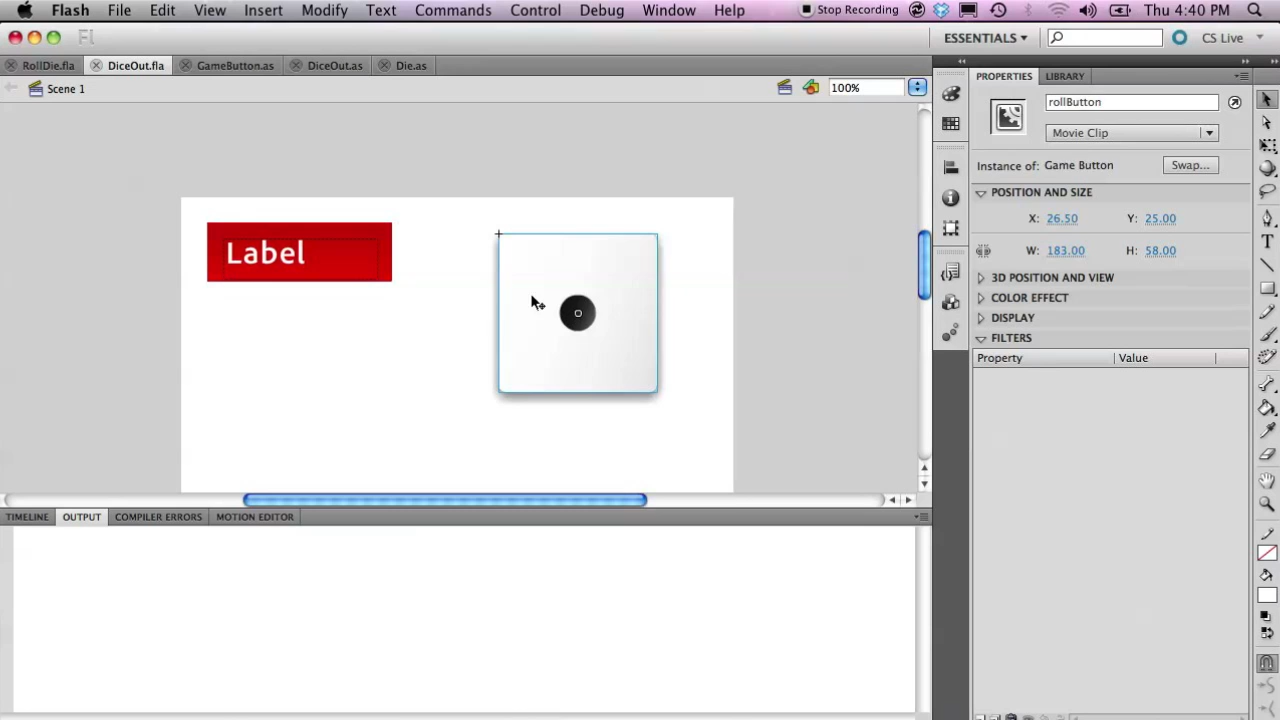 Flash File Edit View Insert Modify Text Commands Control Debug Window Help Stop Recording Thu 4:40 PM
Fl ESSENTIALS CS Live
RollDie.fla DiceOut.fla GameButton.as DiceOut.as Die.as
Scene 1 100%
PROPERTIES LIBRARY
rollButton
Movie Clip
Instance of: Game Button Swap...
POSITION AND SIZE
X: 26.50 Y: 25.00
W: 183.00 H: 58.00
3D POSITION AND VIEW
COLOR EFFECT
DISPLAY
FILTERS
Property Value
Label
TIMELINE OUTPUT COMPILER ERRORS MOTION EDITOR